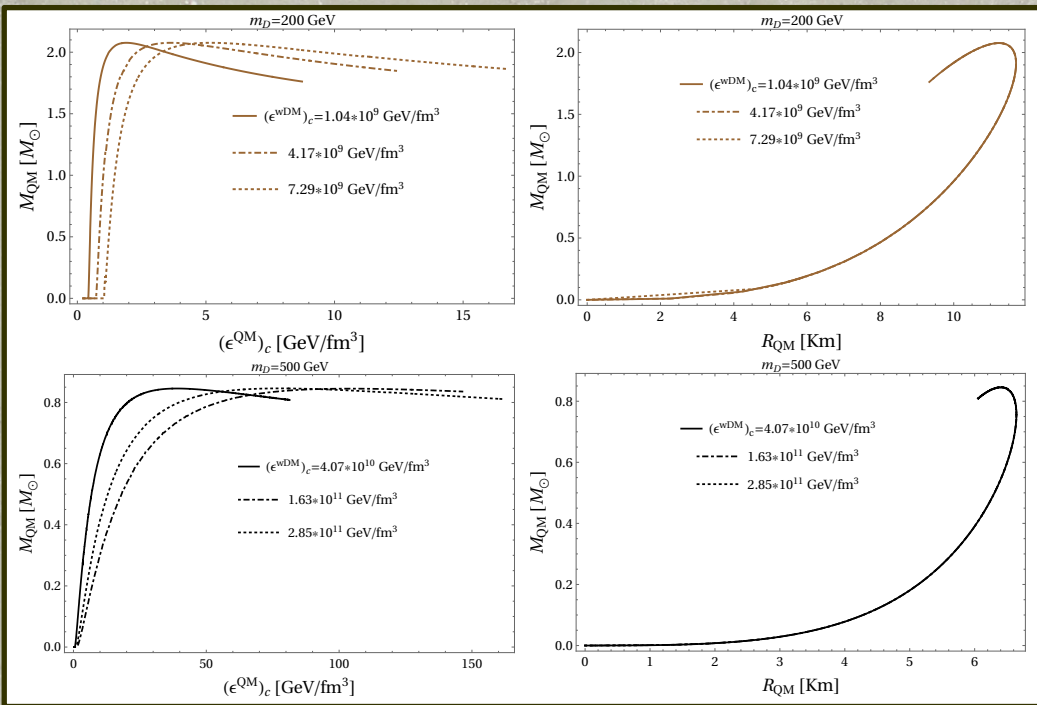 m_D=200 GeV
M_QM [M_⊙]
2.0
1.5
1.0
0.5
0.0
(ϵ^wDM)_c=1.04*10^9 GeV/fm^3
4.17*10^9 GeV/fm^3
7.29*10^9 GeV/fm^3
0 5 10 15
(ϵ^QM)_c [GeV/fm^3]
m_D=200 GeV
M_QM [M_⊙]
2.0
1.5
1.0
0.5
0.0
(ϵ^wDM)_c=1.04*10^9 GeV/fm^3
4.17*10^9 GeV/fm^3
7.29*10^9 GeV/fm^3
0 2 4 6 8 10
R_QM [Km]
m_D=500 GeV
M_QM [M_⊙]
0.8
0.6
0.4
0.2
0.0
(ϵ^wDM)_c=4.07*10^10 GeV/fm^3
1.63*10^11 GeV/fm^3
2.85*10^11 GeV/fm^3
0 50 100 150
(ϵ^QM)_c [GeV/fm^3]
m_D=500 GeV
M_QM [M_⊙]
0.8
0.6
0.4
0.2
0.0
(ϵ^wDM)_c=4.07*10^10 GeV/fm^3
1.63*10^11 GeV/fm^3
2.85*10^11 GeV/fm^3
0 1 2 3 4 5 6
R_QM [Km]